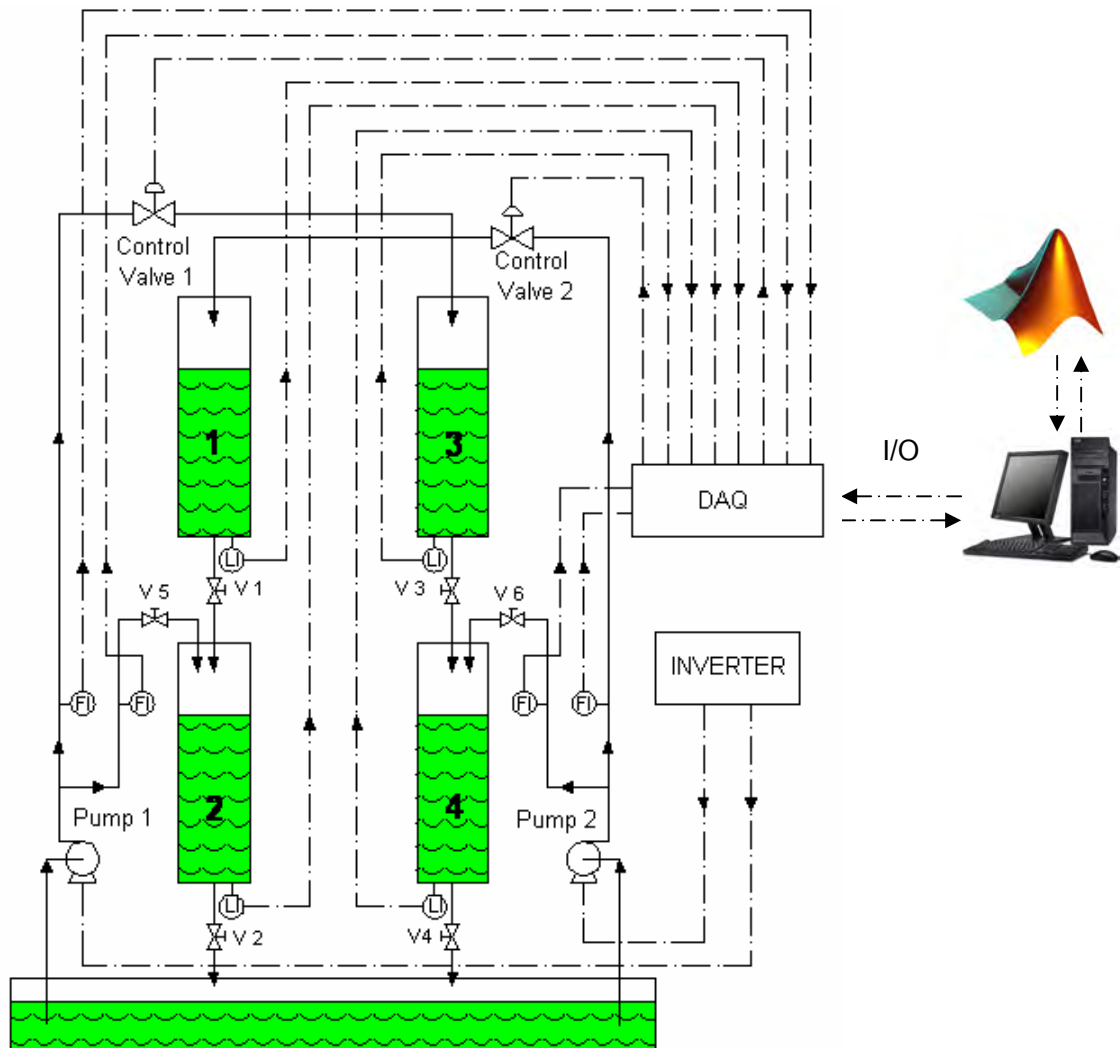 Control
Valve 1
Control
Valve 2
1
3
I/O
DAQ
LI
LI
V 1
V 3
V 5
V 6
INVERTER
FI
FI
FI
FI
2
4
Pump 1
Pump 2
LI
LI
V 2
V4